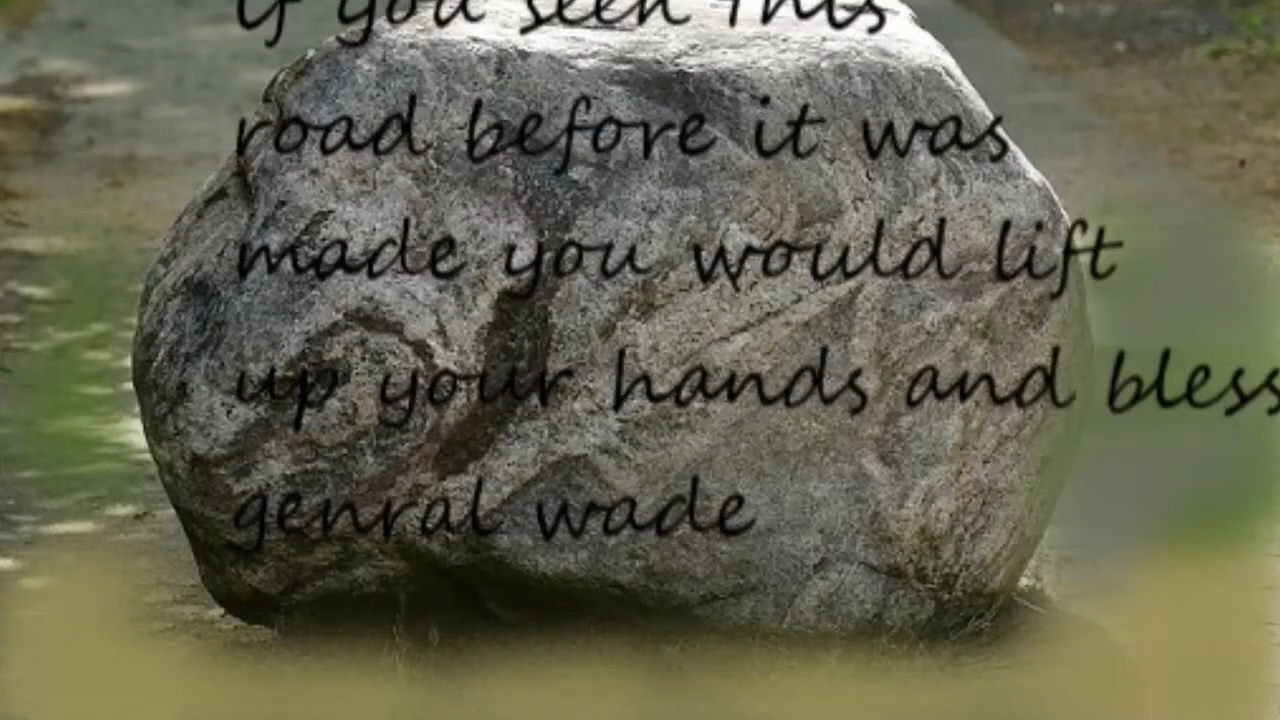 If you seen this
road before it was
made you would lift
up your hands and bless
genral wade